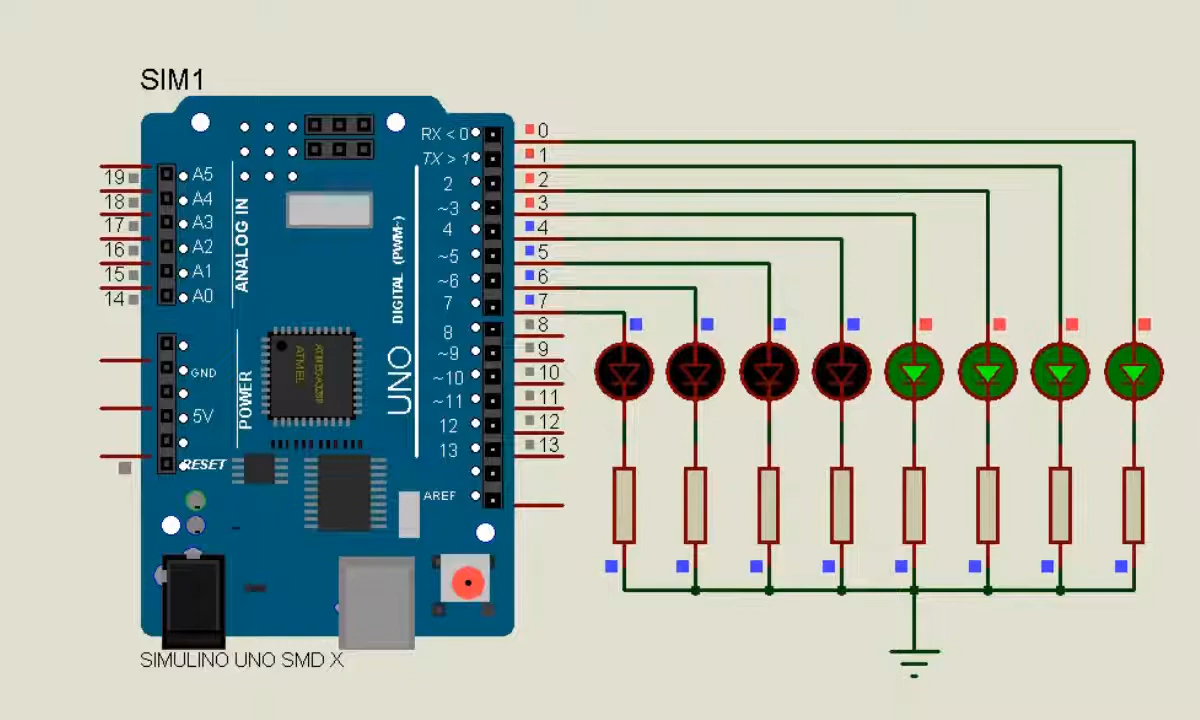 SIM1
RX < 0
TX > 1
2
~3
4
~5
~6
7
8
~9
~10
~11
12
13
AREF
0
1
2
3
4
5
6
7
8
9
10
11
12
13
19
18
17
16
15
14
A5
A4
A3
A2
A1
A0
ANALOG IN
DIGITAL (PWM~)
UNO
POWER
GND
5V
RESET
ATMEL
SIMULINO UNO SMD X